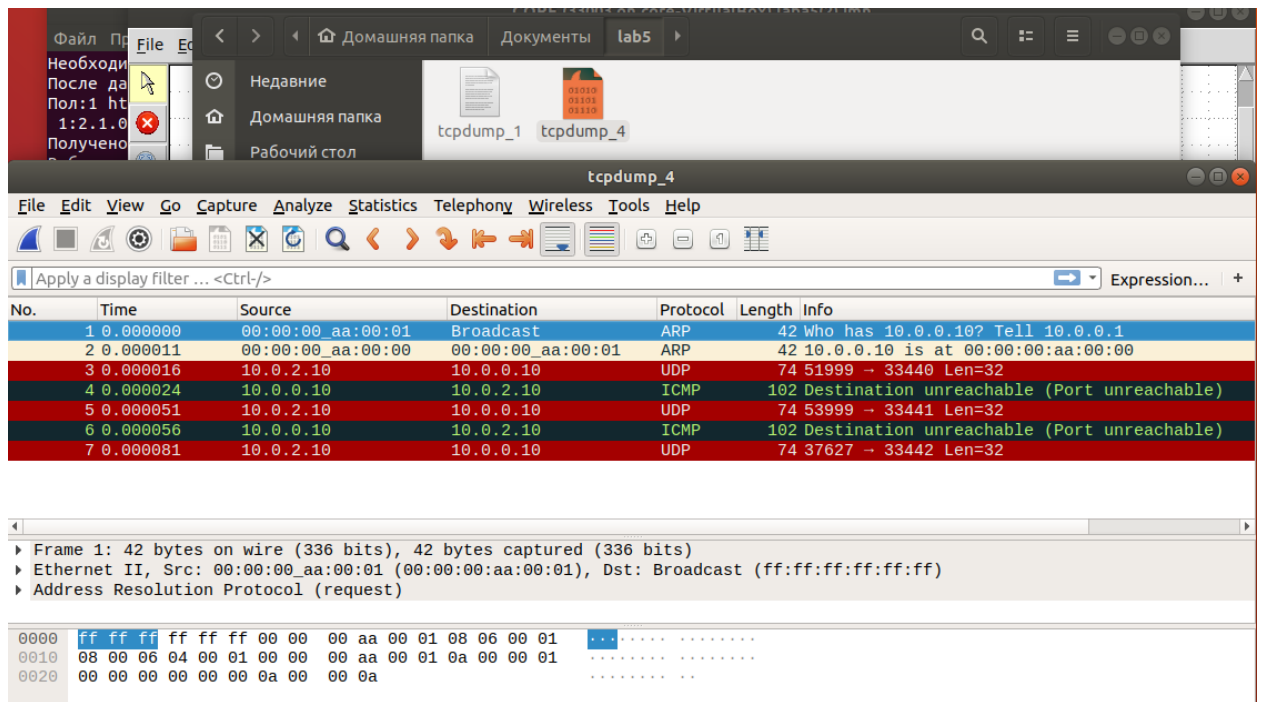 Файл
File
Домашняя папка Документы lab5
Необходи
После да
Пол:1 ht
1:2.1.0
Получено
Недавние
Домашняя папка
Рабочий стол
01010
01101
01110
tcpdump_1 tcpdump_4
tcpdump_4
File Edit View Go Capture Analyze Statistics Telephony Wireless Tools Help
Apply a display filter ... <Ctrl-/> Expression... +
No. Time Source Destination Protocol Length Info
1 0.000000 00:00:00_aa:00:01 Broadcast ARP 42 Who has 10.0.0.10? Tell 10.0.0.1
2 0.000011 00:00:00_aa:00:00 00:00:00_aa:00:01 ARP 42 10.0.0.10 is at 00:00:00:aa:00:00
3 0.000016 10.0.2.10 10.0.0.10 UDP 74 51999 → 33440 Len=32
4 0.000024 10.0.0.10 10.0.2.10 ICMP 102 Destination unreachable (Port unreachable)
5 0.000051 10.0.2.10 10.0.0.10 UDP 74 53999 → 33441 Len=32
6 0.000056 10.0.0.10 10.0.2.10 ICMP 102 Destination unreachable (Port unreachable)
7 0.000081 10.0.2.10 10.0.0.10 UDP 74 37627 → 33442 Len=32
Frame 1: 42 bytes on wire (336 bits), 42 bytes captured (336 bits)
Ethernet II, Src: 00:00:00_aa:00:01 (00:00:00:aa:00:01), Dst: Broadcast (ff:ff:ff:ff:ff:ff)
Address Resolution Protocol (request)
0000 ff ff ff ff ff ff 00 00 00 aa 00 01 08 06 00 01 ········ ········
0010 08 00 06 04 00 01 00 00 00 aa 00 01 0a 00 00 01 ········ ········
0020 00 00 00 00 00 00 0a 00 00 0a ········ ··